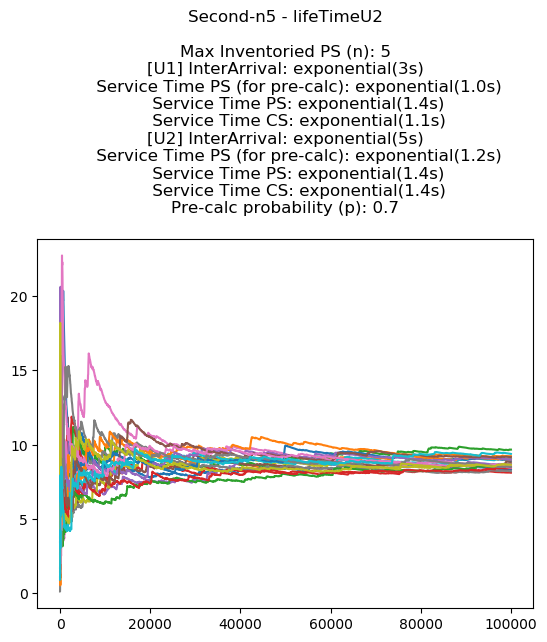 Second-n5 - lifeTimeU2
Max Inventoried PS (n): 5
[U1] InterArrival: exponential(3s)
Service Time PS (for pre-calc): exponential(1.0s)
Service Time PS: exponential(1.4s)
Service Time CS: exponential(1.1s)
[U2] InterArrival: exponential(5s)
Service Time PS (for pre-calc): exponential(1.2s)
Service Time PS: exponential(1.4s)
Service Time CS: exponential(1.4s)
Pre-calc probability (p): 0.7
20
15
10
5
0
0 20000 40000 60000 80000 100000